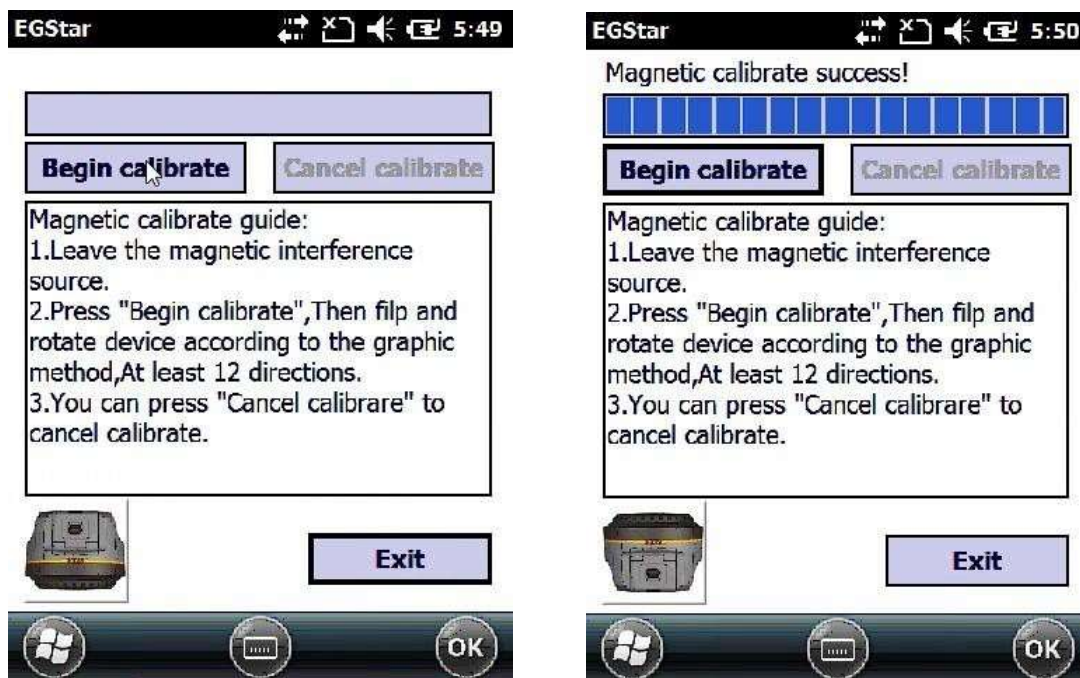 EGStar 5:49
Begin calibrate Cancel calibrate
Magnetic calibrate guide:
1.Leave the magnetic interference
source.
2.Press "Begin calibrate",Then filp and
rotate device according to the graphic
method,At least 12 directions.
3.You can press "Cancel calibrare" to
cancel calibrate.
Exit
OK
EGStar 5:50
Magnetic calibrate success!
Begin calibrate Cancel calibrate
Magnetic calibrate guide:
1.Leave the magnetic interference
source.
2.Press "Begin calibrate",Then filp and
rotate device according to the graphic
method,At least 12 directions.
3.You can press "Cancel calibrare" to
cancel calibrate.
Exit
OK